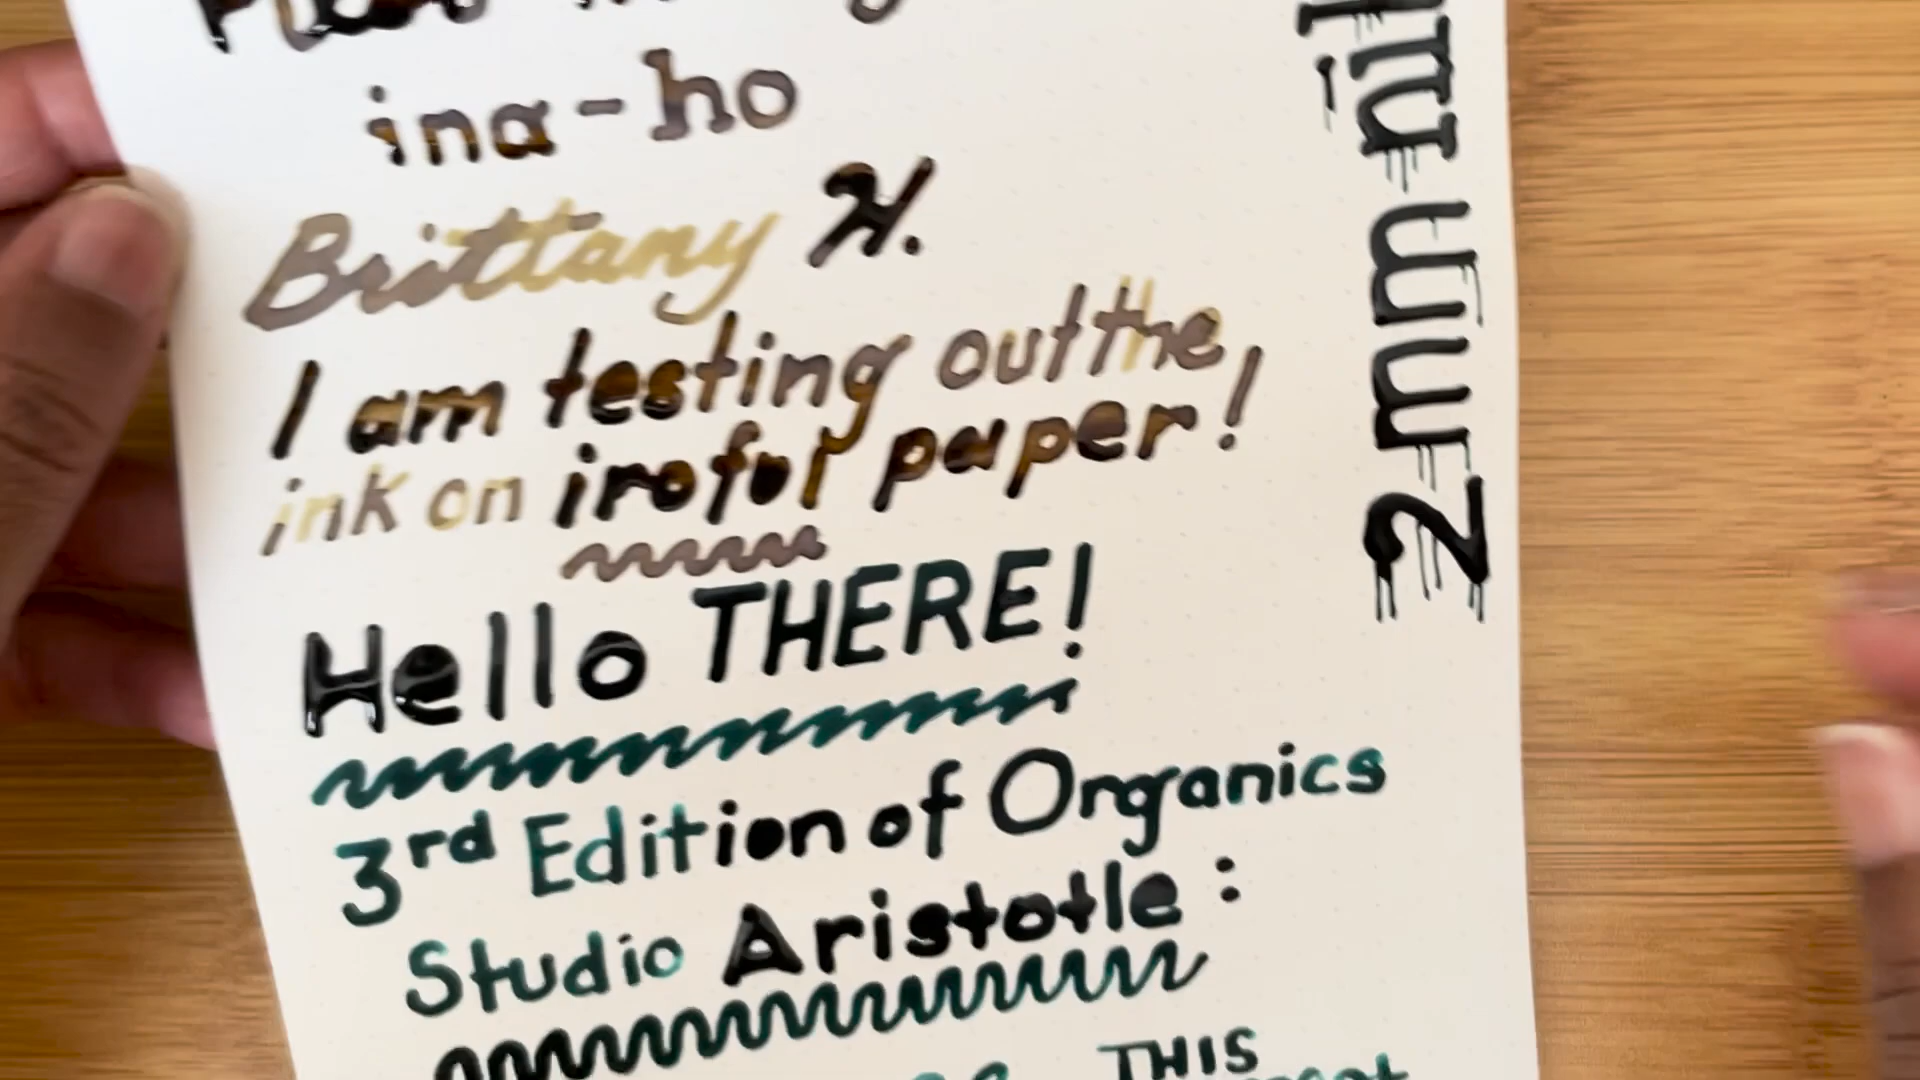 ina-ho
Brittany H.
I am testing out the
ink on iroful paper!
Hello THERE!
3rd Edition of Organics
Studio Aristotle:
THIS
2mm nib